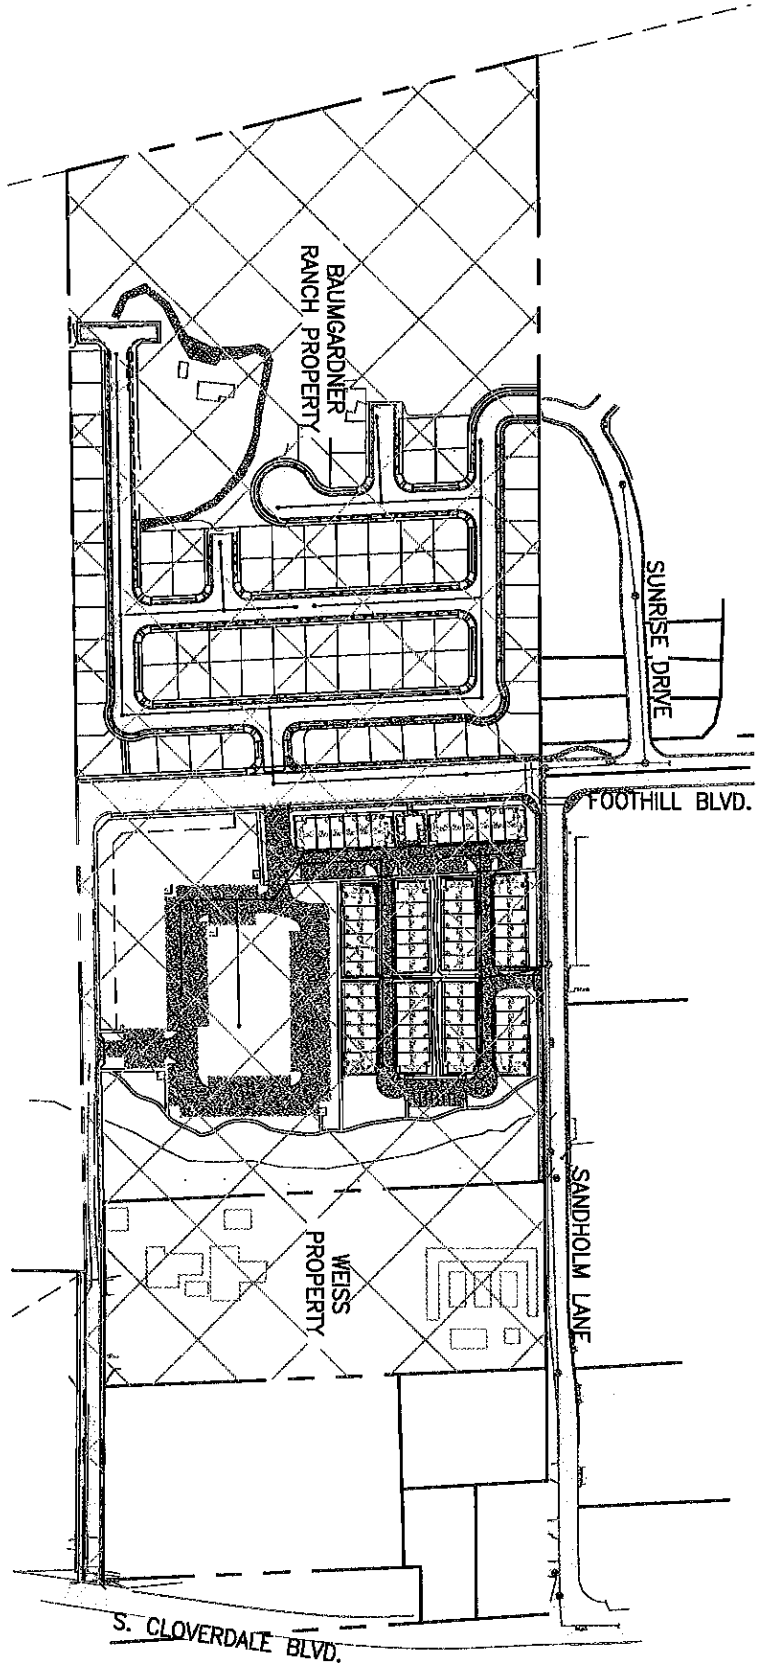 BAUMGARDNER
RANCH PROPERTY
SUNRISE DRIVE
FOOTHILL BLVD.
SANDHOLM LANE
WEISS
PROPERTY
S. CLOVERDALE BLVD.